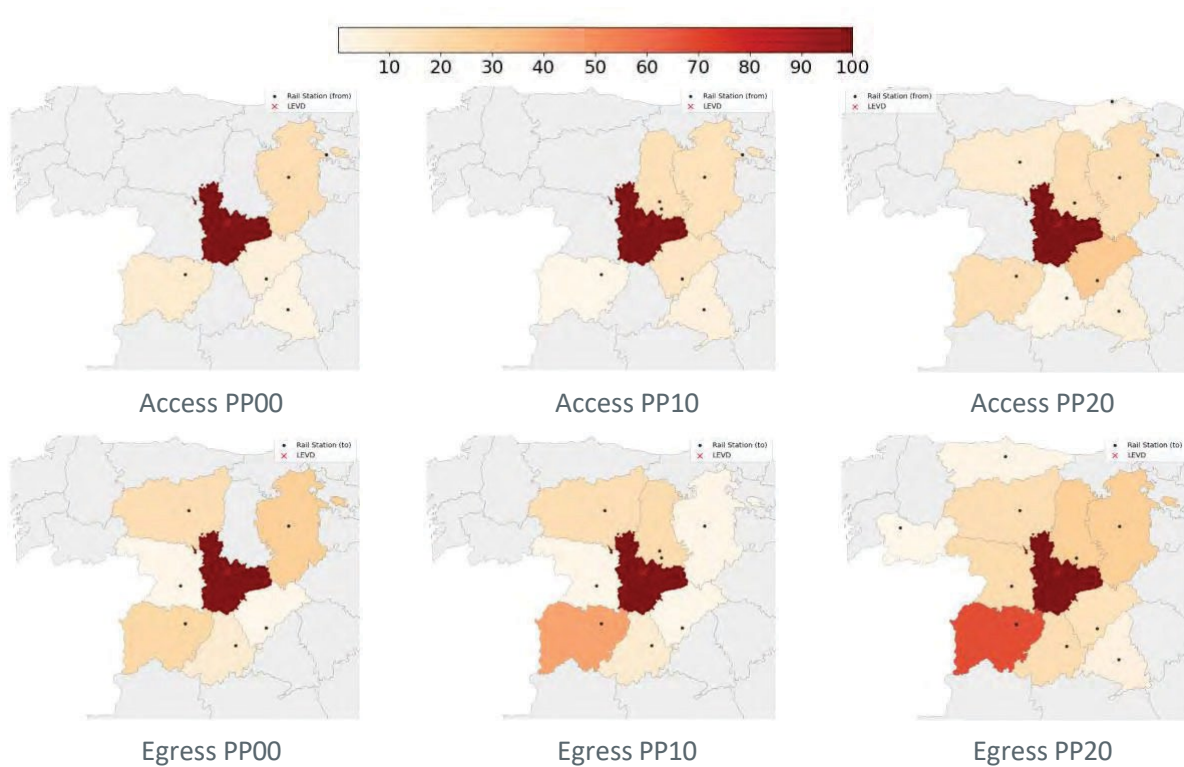 10 20 30 40 50 60 70 80 90 100
Rail Station (from)
LEVD
Rail Station (from)
LEVD
Rail Station (from)
LEVD
Access PP00
Access PP10
Access PP20
Rail Station (to)
LEVD
Rail Station (to)
LEVD
Rail Station (to)
LEVD
Egress PP00
Egress PP10
Egress PP20